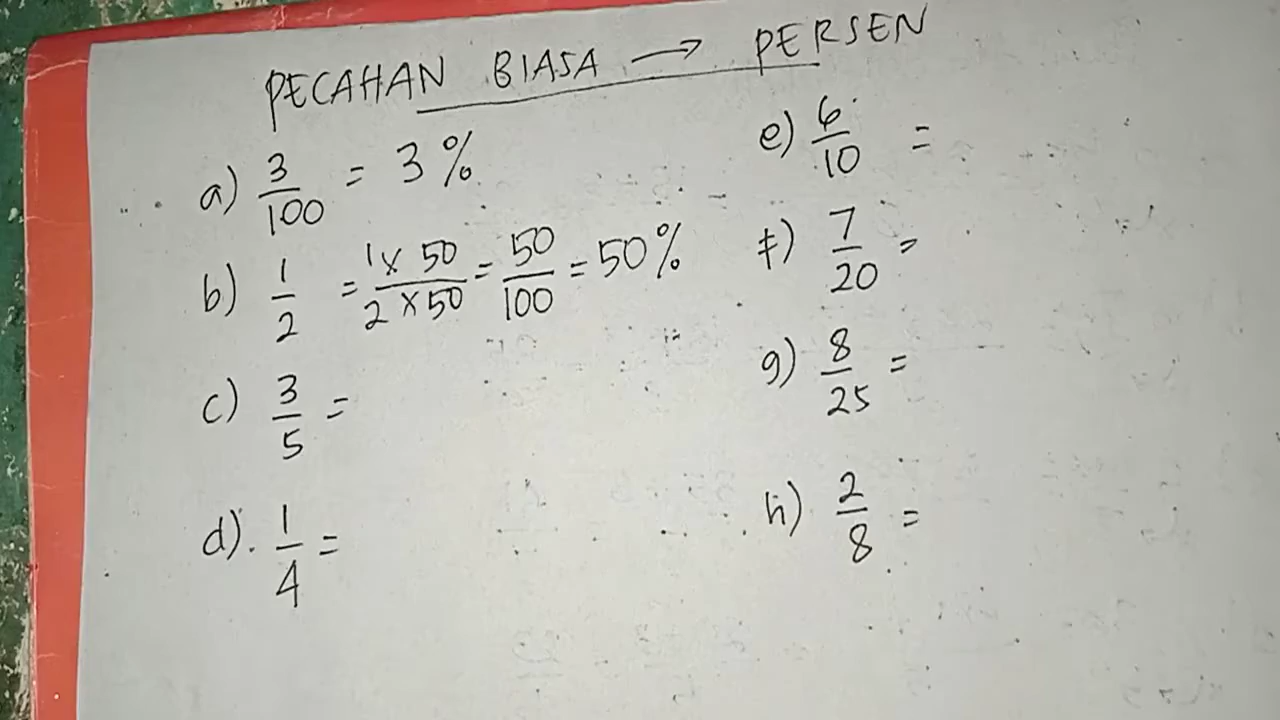 PECAHAN BIASA → PERSEN
a) 3/100 = 3%
b) 1/2 = 1 x 50/2 x 50 = 50/100 = 50%
c) 3/5 =
d). 1/4 =
e) 6/10 =
f) 7/20 =
g) 8/25 =
h) 2/8 =